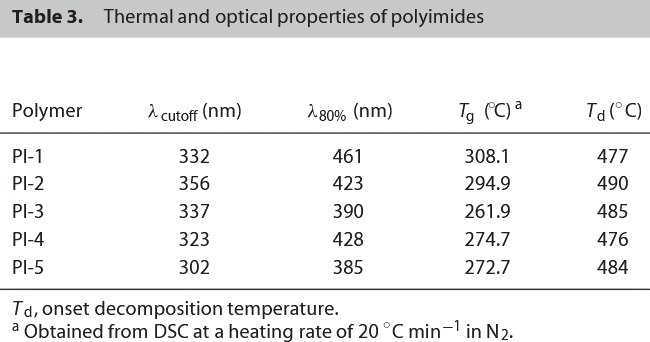 Table 3. Thermal and optical properties of polyimides
Polymer λcutoff (nm) λ80% (nm) Tg (°C) a Td (°C)
PI-1 332 461 308.1 477
PI-2 356 423 294.9 490
PI-3 337 390 261.9 485
PI-4 323 428 274.7 476
PI-5 302 385 272.7 484
Td, onset decomposition temperature.
a Obtained from DSC at a heating rate of 20 °C min−1 in N2.